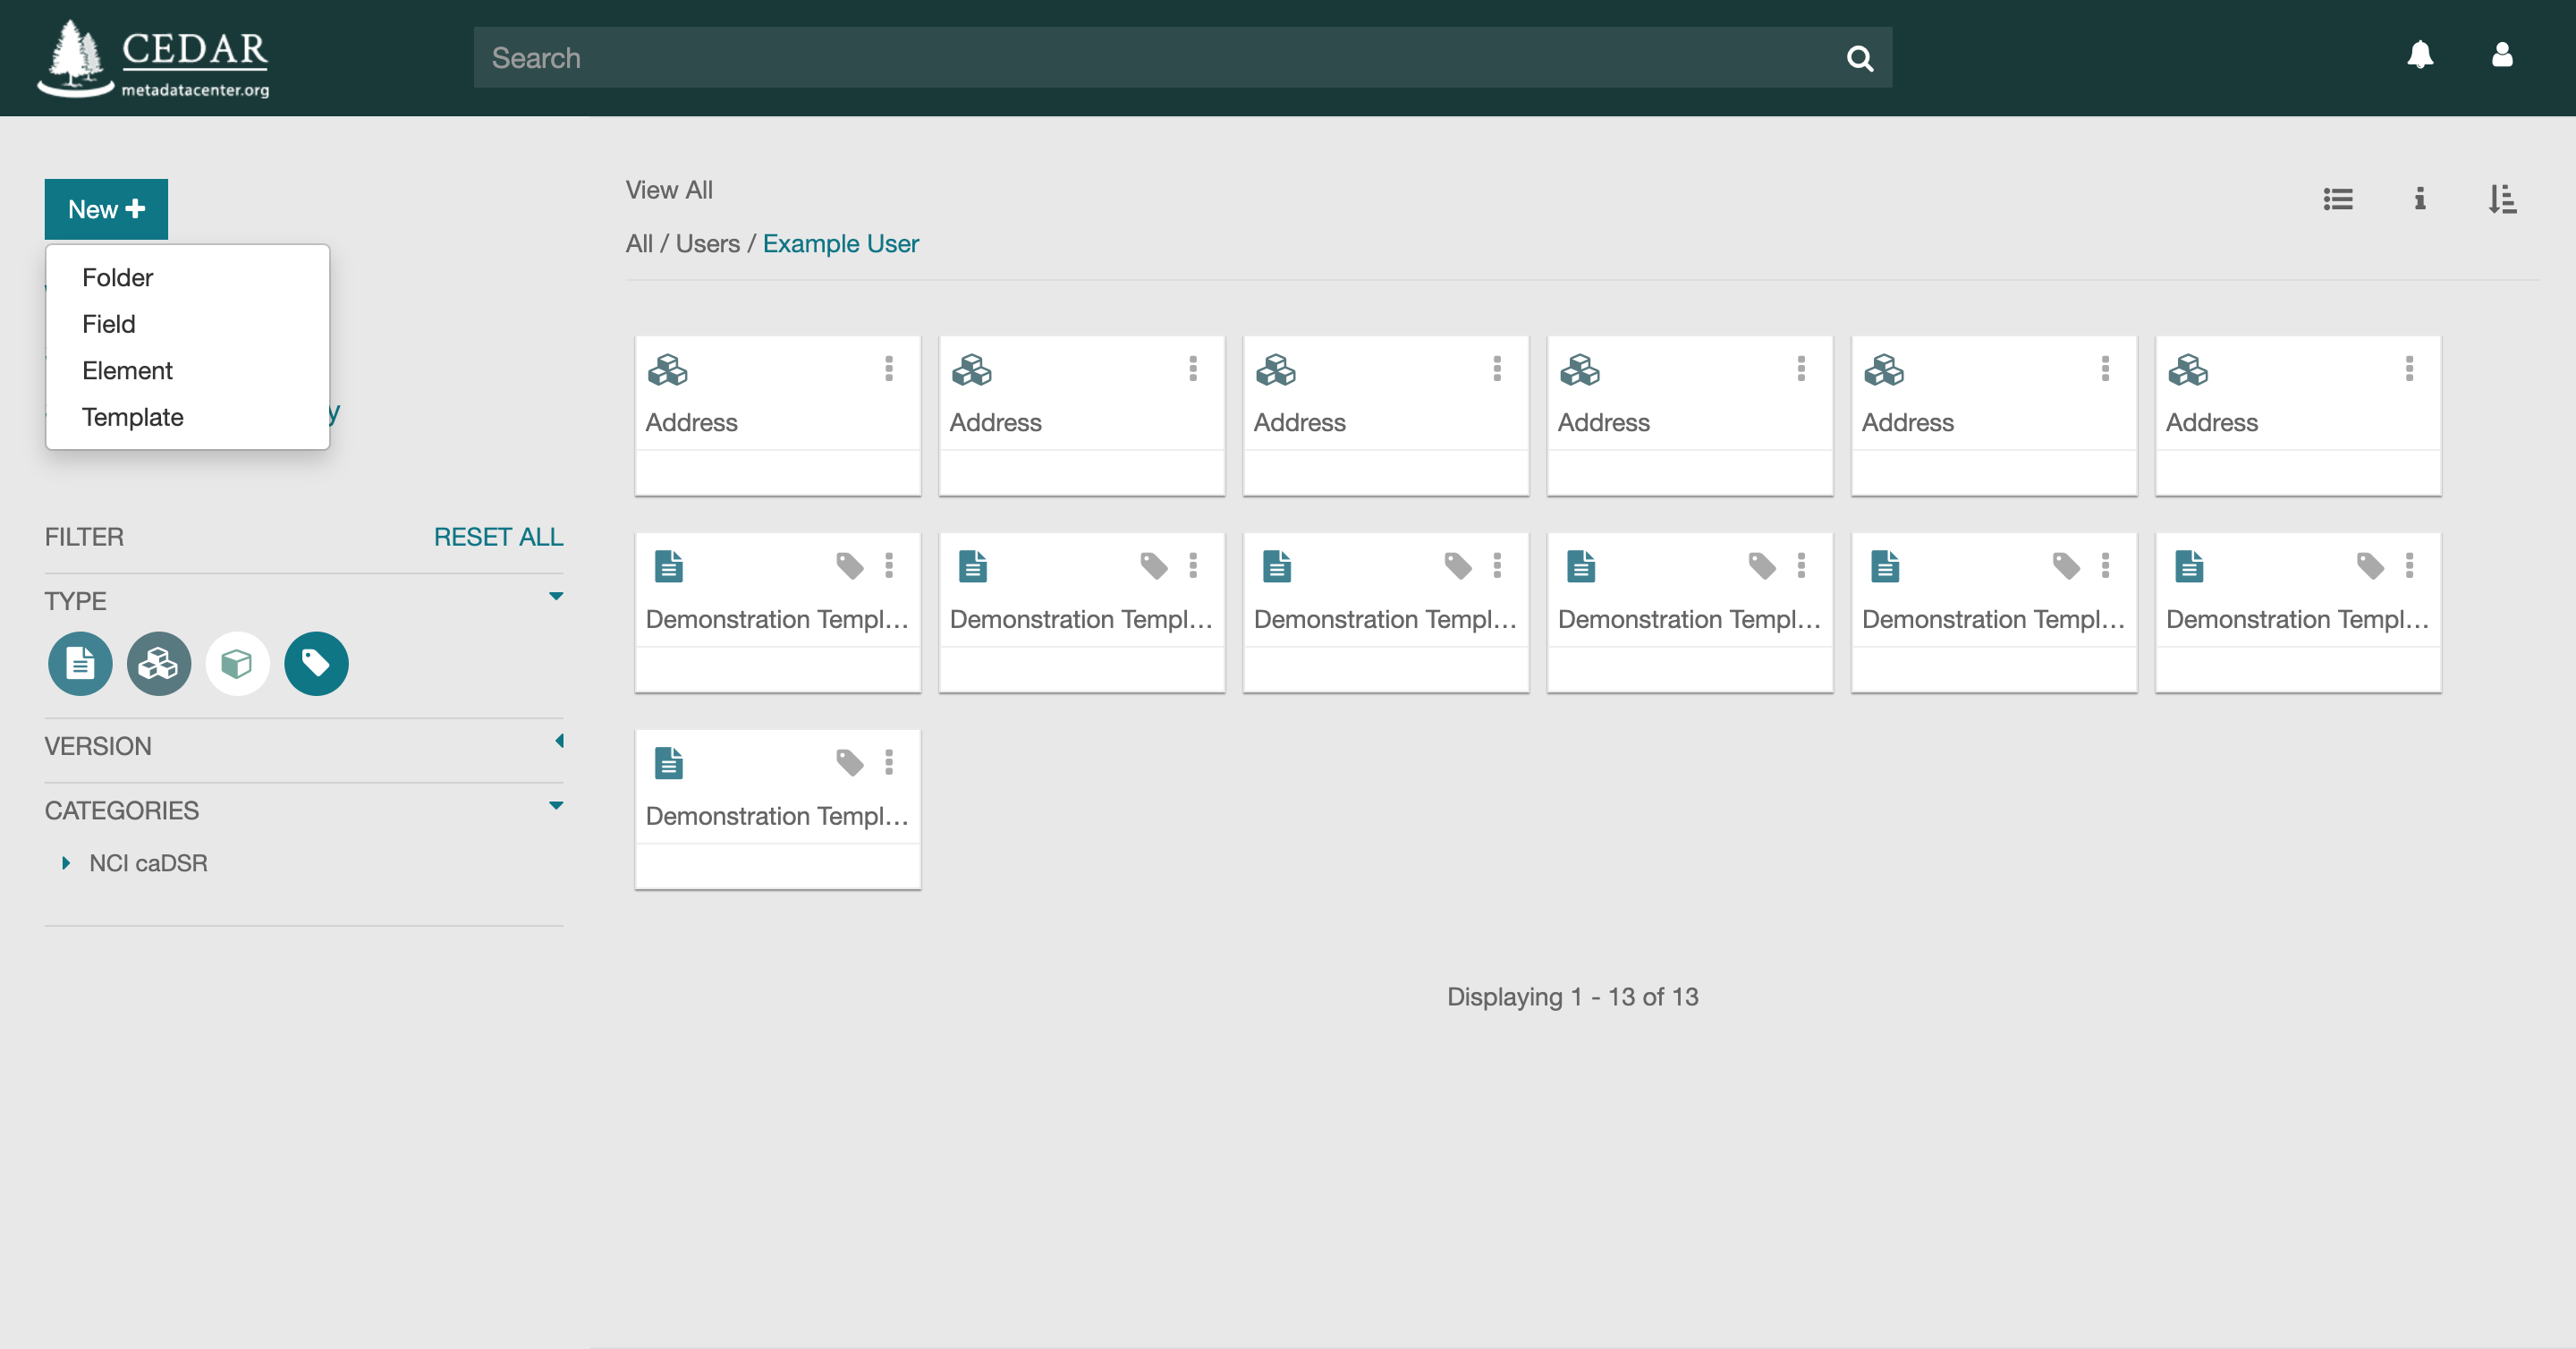 CEDAR
metadatacenter.org
Search
New
Folder
Field
Element
Template
y
View All
All / Users / Example User
FILTER
RESET ALL
TYPE
VERSION
CATEGORIES
NCI caDSR
Address
Address
Address
Address
Address
Address
Demonstration Templ...
Demonstration Templ...
Demonstration Templ...
Demonstration Templ...
Demonstration Templ...
Demonstration Templ...
Demonstration Templ...
Displaying 1 - 13 of 13